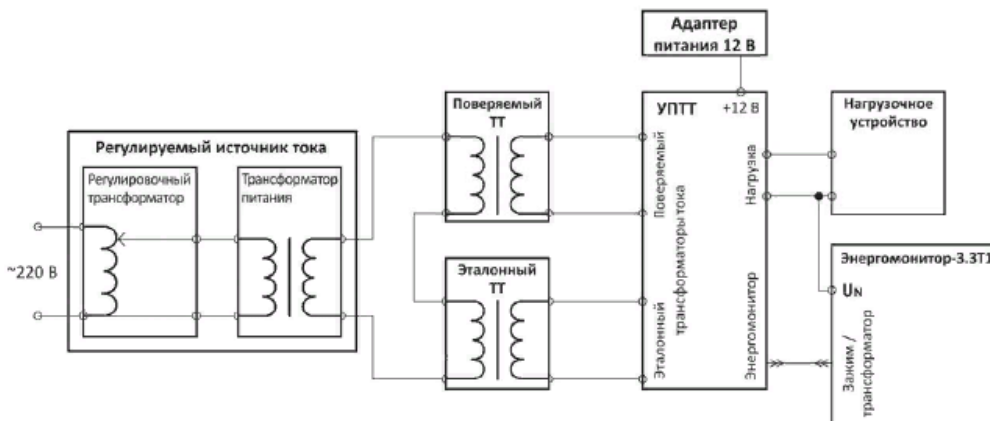 Адаптер
питания 12 В
Поверяемый
ТТ
УПТТ
+12 В
Нагрузочное
устройство
Регулируемый источник тока
Регулировочный
трансформатор
Трансформатор
питания
~220 В
Эталонный
ТТ
Поверяемый
Эталонный
трансформаторы тока
Нагрузка
Энергомонитор
Энергомонитор-3.3Т1
UN
Зажим /
трансформатор